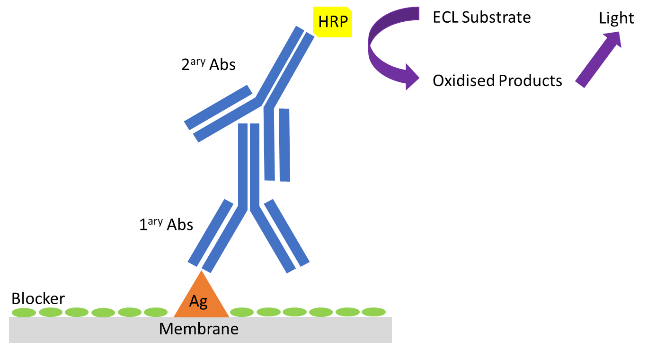 HRP
ECL Substrate
Light
2ary Abs
Oxidised Products
1ary Abs
Blocker
Ag
Membrane